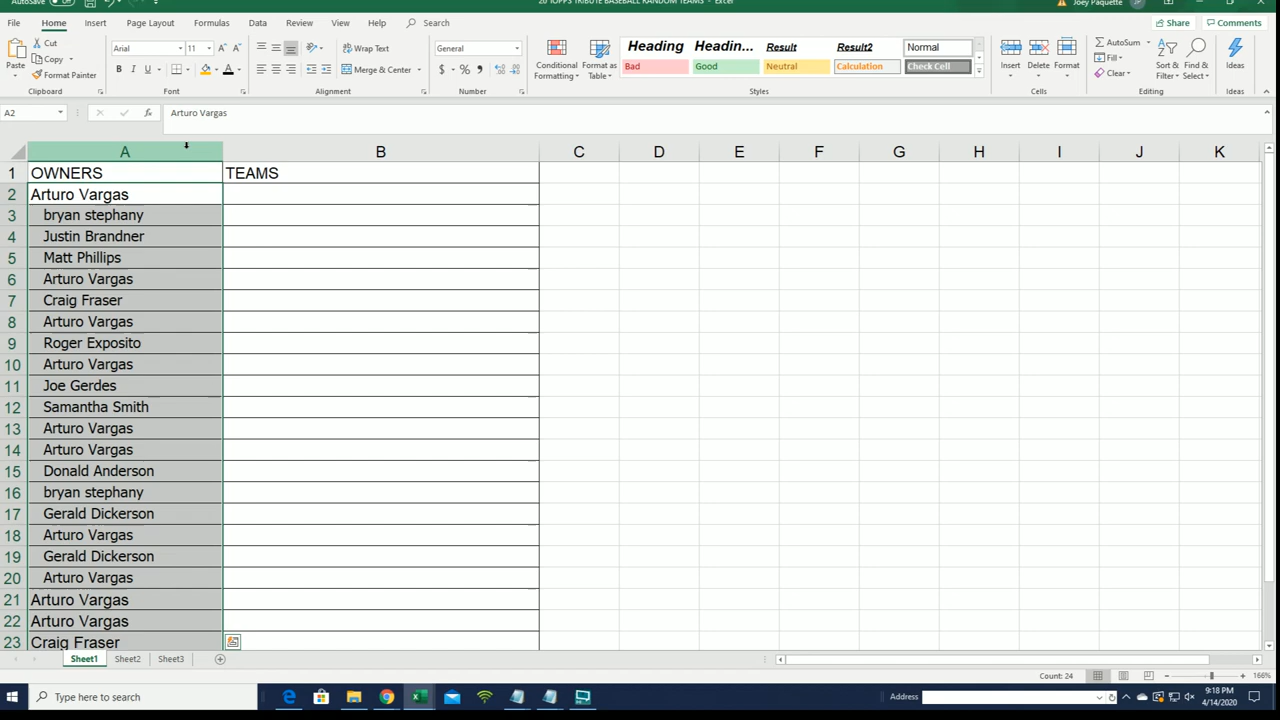 AutoSave Off 20 TOPPS TRIBUTE BASEBALL RANDOM TEAMS - Excel Joey Paquette JP
File Home Insert Page Layout Formulas Data Review View Help Search Share Comments
Paste Cut Copy Format Painter
Clipboard
Arial 11
B I U
Font
Wrap Text
Merge & Center
Alignment
General
$ % ,
Number
Conditional Formatting
Format as Table
Heading Headin... Result Result2 Normal
Bad Good Neutral Calculation Check Cell
Styles
Insert Delete Format
Cells
AutoSum
Fill
Clear
Sort & Filter
Find & Select
Editing
Ideas
Ideas
A2 fx Arturo Vargas
A B C D E F G H I J K
1 OWNERS TEAMS
2 Arturo Vargas
3 bryan stephany
4 Justin Brandner
5 Matt Phillips
6 Arturo Vargas
7 Craig Fraser
8 Arturo Vargas
9 Roger Exposito
10 Arturo Vargas
11 Joe Gerdes
12 Samantha Smith
13 Arturo Vargas
14 Arturo Vargas
15 Donald Anderson
16 bryan stephany
17 Gerald Dickerson
18 Arturo Vargas
19 Gerald Dickerson
20 Arturo Vargas
21 Arturo Vargas
22 Arturo Vargas
23 Craig Fraser
Sheet1 Sheet2 Sheet3
Count: 24 166%
Type here to search Address 9:18 PM
4/14/2020